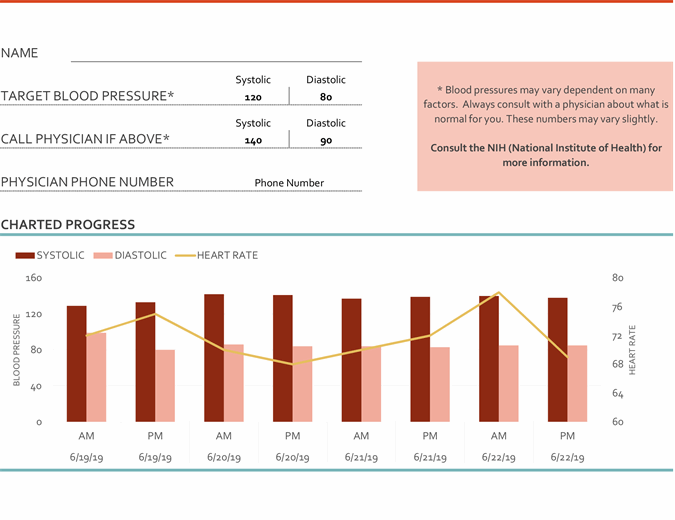 NAME
Systolic Diastolic
TARGET BLOOD PRESSURE* 120 80
Systolic Diastolic
CALL PHYSICIAN IF ABOVE* 140 90
PHYSICIAN PHONE NUMBER Phone Number
* Blood pressures may vary dependent on many
factors. Always consult with a physician about what is
normal for you. These numbers may vary slightly.
Consult the NIH (National Institute of Health) for
more information.
CHARTED PROGRESS
SYSTOLIC DIASTOLIC HEART RATE
BLOOD PRESSURE
160
120
80
40
0
80
76
72
68
64
60
HEART RATE
AM PM AM PM AM PM AM PM
6/19/19 6/19/19 6/20/19 6/20/19 6/21/19 6/21/19 6/22/19 6/22/19